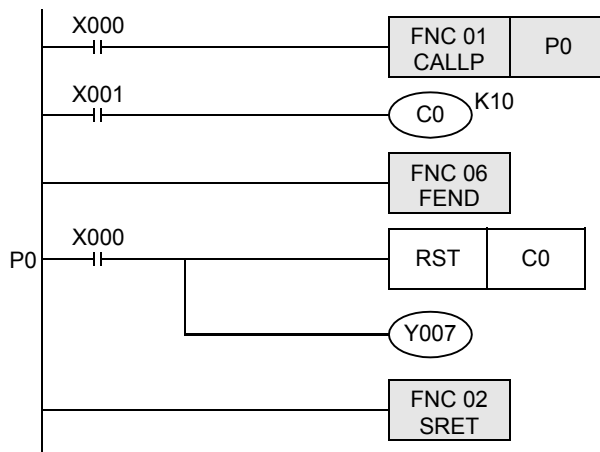 X000
FNC 01 P0
CALLP
X001
C0 K10
FNC 06
FEND
X000
P0 RST C0
Y007
FNC 02
SRET